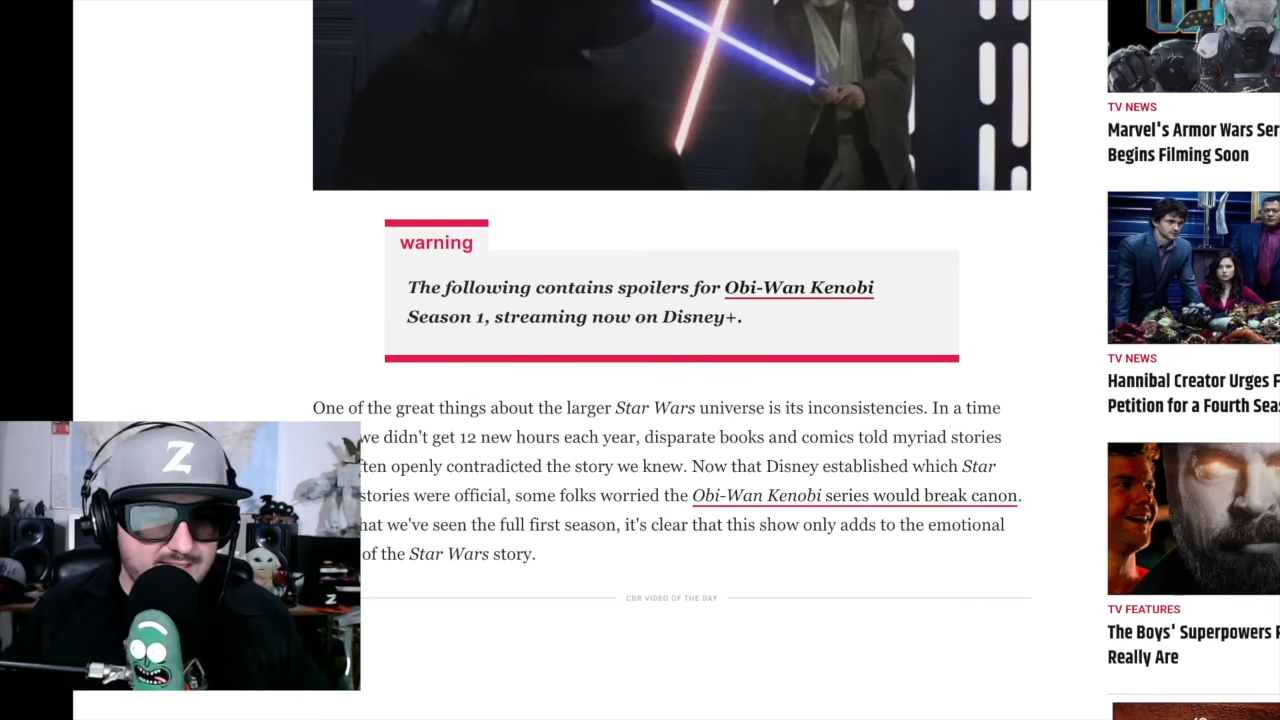 warning
The following contains spoilers for Obi-Wan Kenobi
Season 1, streaming now on Disney+.
One of the great things about the larger Star Wars universe is its inconsistencies. In a time
we didn't get 12 new hours each year, disparate books and comics told myriad stories
ten openly contradicted the story we knew. Now that Disney established which Star
stories were official, some folks worried the Obi-Wan Kenobi series would break canon.
hat we've seen the full first season, it's clear that this show only adds to the emotional
of the Star Wars story.
CBR VIDEO OF THE DAY
TV NEWS
Marvel's Armor Wars Ser
Begins Filming Soon
TV NEWS
Hannibal Creator Urges F
Petition for a Fourth Seas
TV FEATURES
The Boys' Superpowers R
Really Are
Z